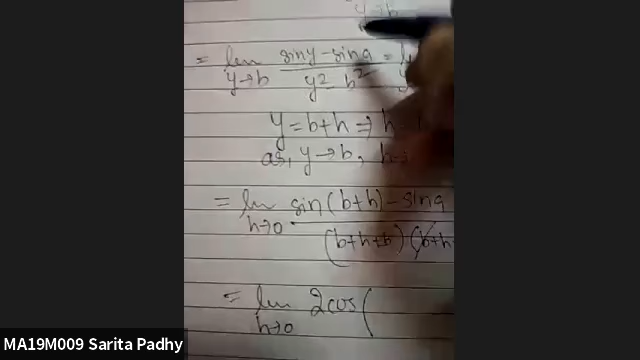 y→b
= lim y→b (sin y – sin a)/(y² – b²) =
y = b+h ⇒ h
as, y→b, h→
= lim h→0 sin(b+h) – sin a
(b+h+b) (b+h
= lim h→0 2cos(
MA19M009 Sarita Padhy